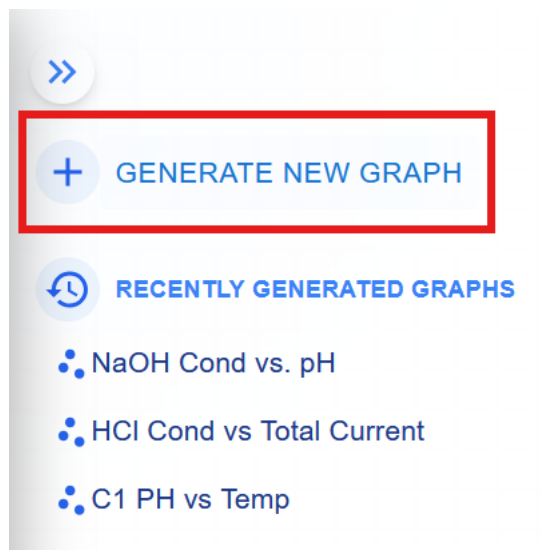 GENERATE NEW GRAPH
RECENTLY GENERATED GRAPHS
NaOH Cond vs. pH
HCl Cond vs Total Current
C1 PH vs Temp